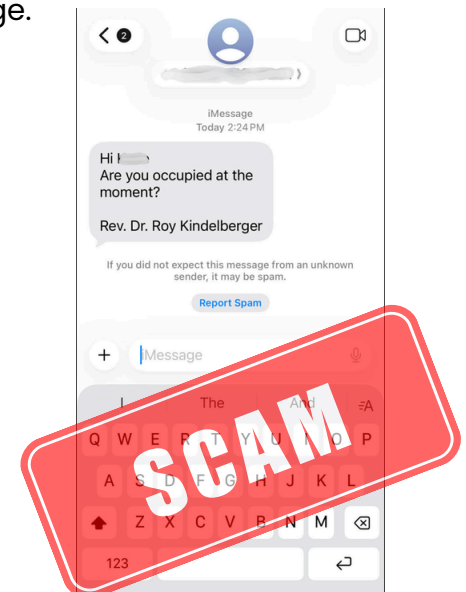 ge.
2
iMessage
Today 2:24 PM
Hi
Are you occupied at the
moment?
Rev. Dr. Roy Kindelberger
If you did not expect this message from an unknown
sender, it may be spam.
Report Spam
iMessage
I The And
Q W E R T Y U I O P
A S D F G H J K L
Z X C V B N M
123
SCAM